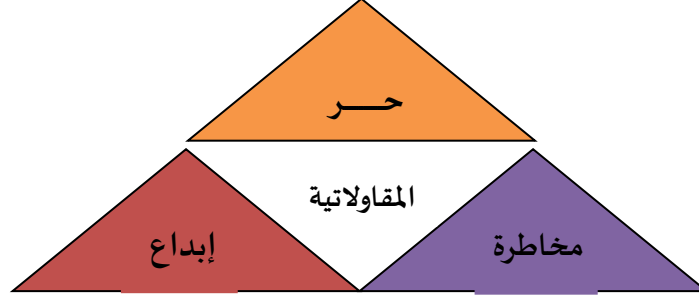 حـــر
المقاولاتية
مخاطرة
إبداع